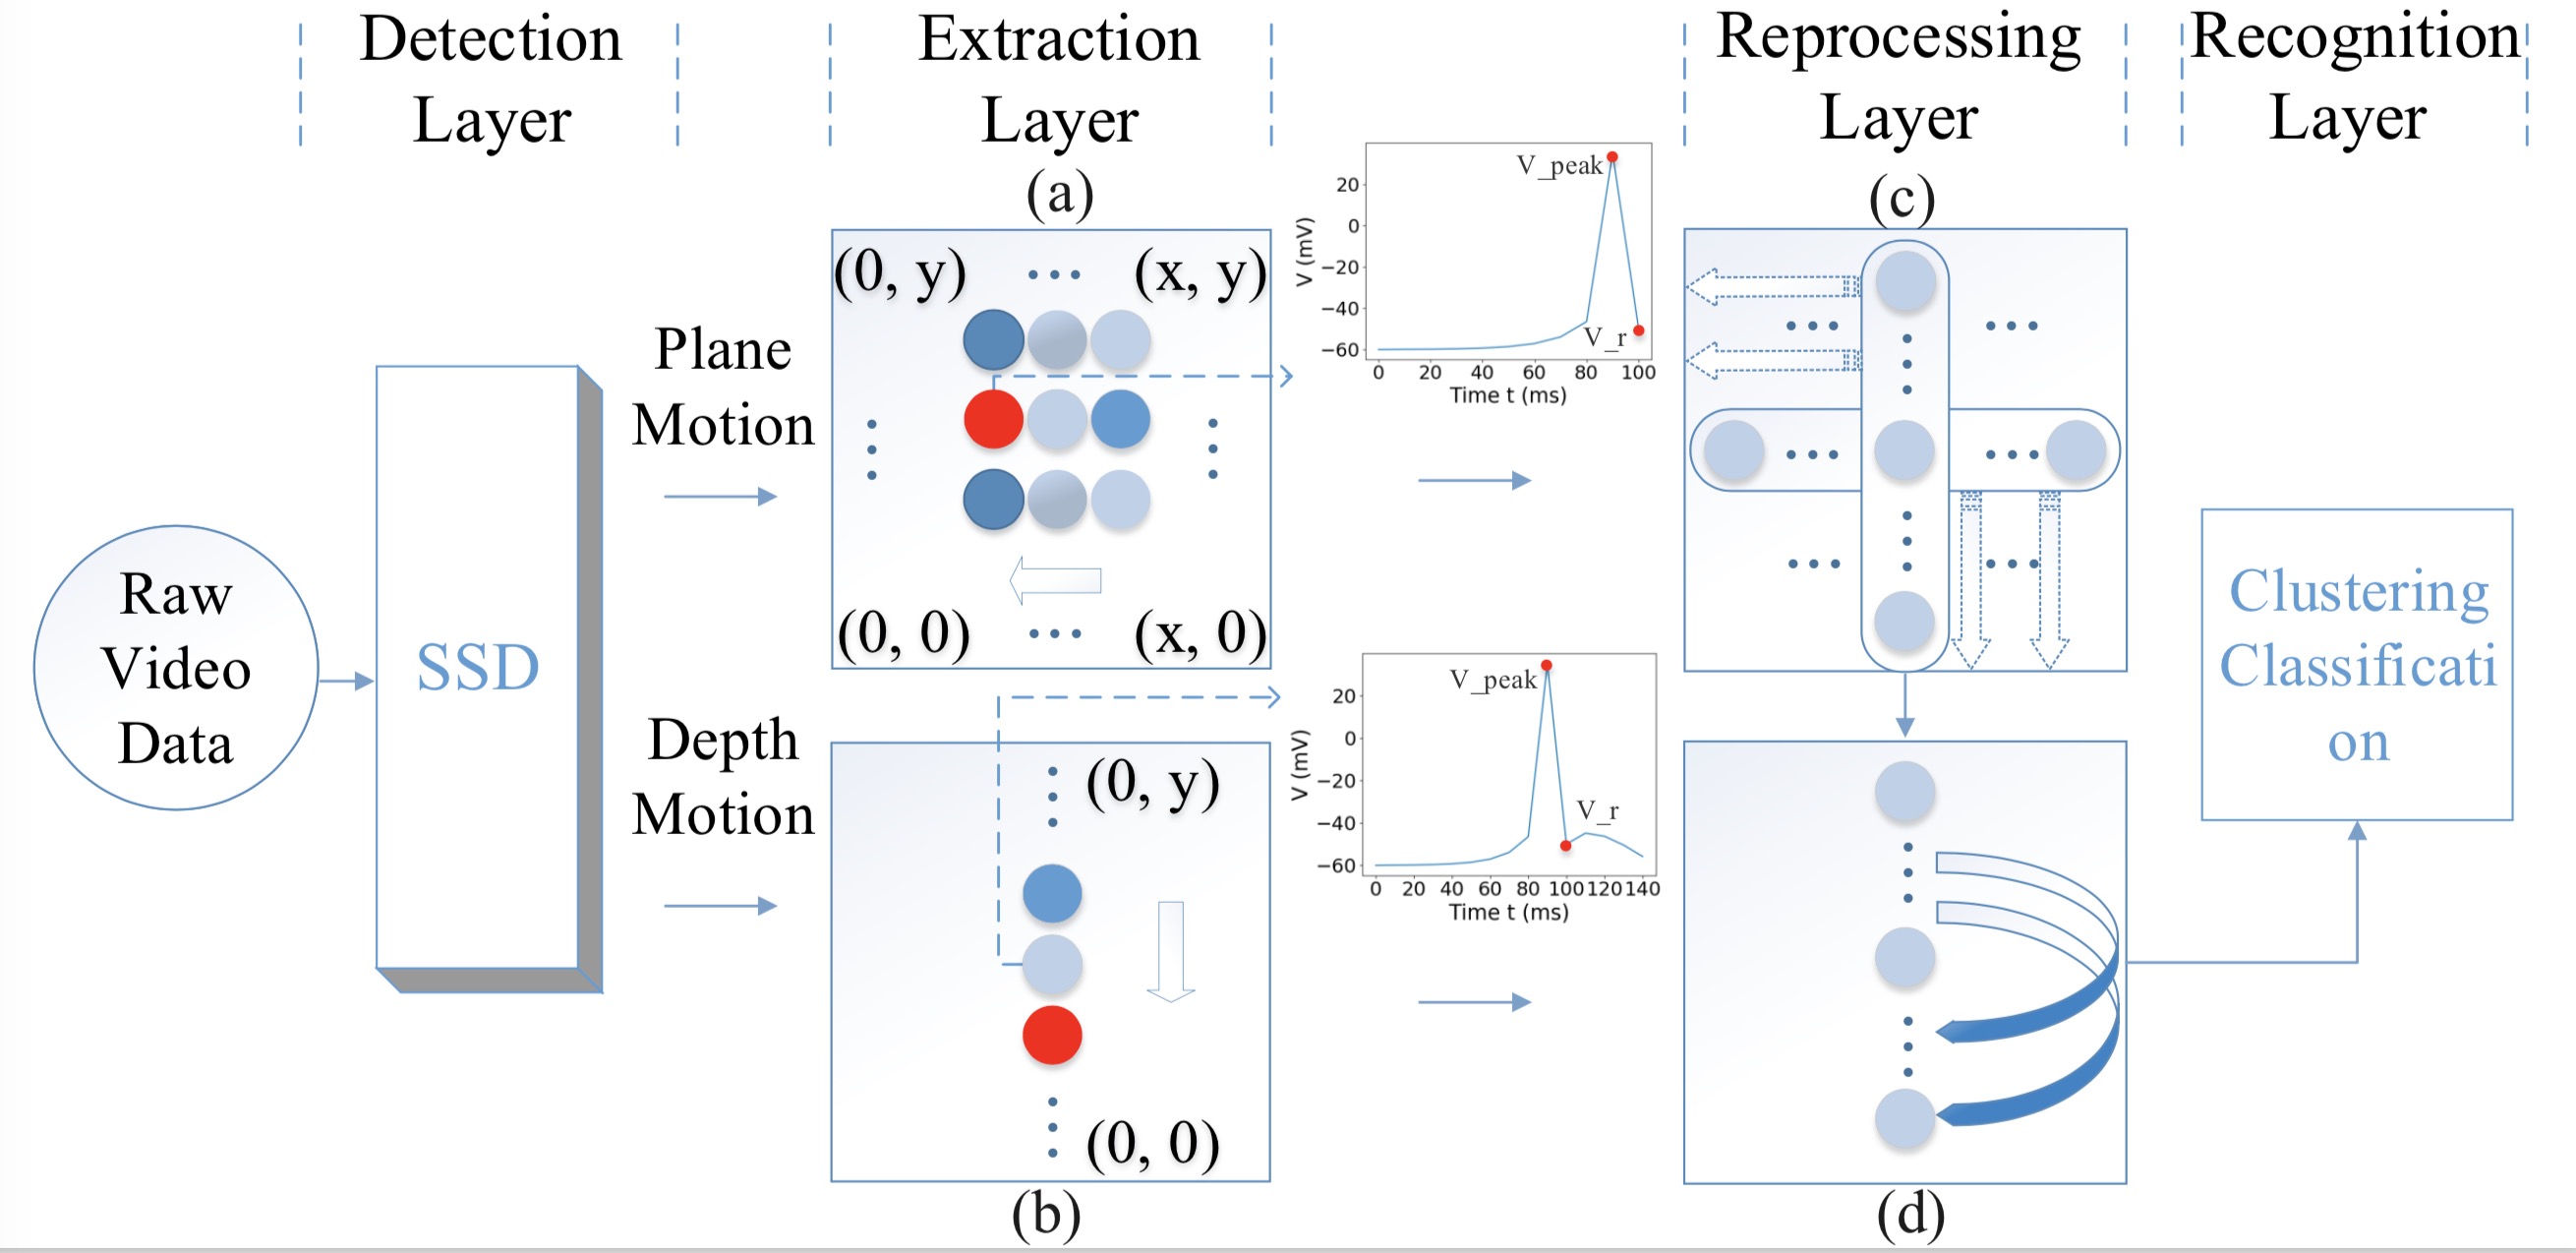 Detection
Layer
Extraction
Layer
Reprocessing
Layer
Recognition
Layer
(a)
(c)
Raw
Video
Data
SSD
Plane
Motion
Depth
Motion
(0, y) ... (x, y)
(0, 0) ... (x, 0)
(0, y)
(0, 0)
(b)
V_peak
V_r
V (mV)
20
0
−20
−40
−60
0 20 40 60 80 100
Time t (ms)
V_peak
V_r
V (mV)
20
0
−20
−40
−60
0 20 40 60 80 100 120 140
Time t (ms)
(d)
Clustering
Classificati
on